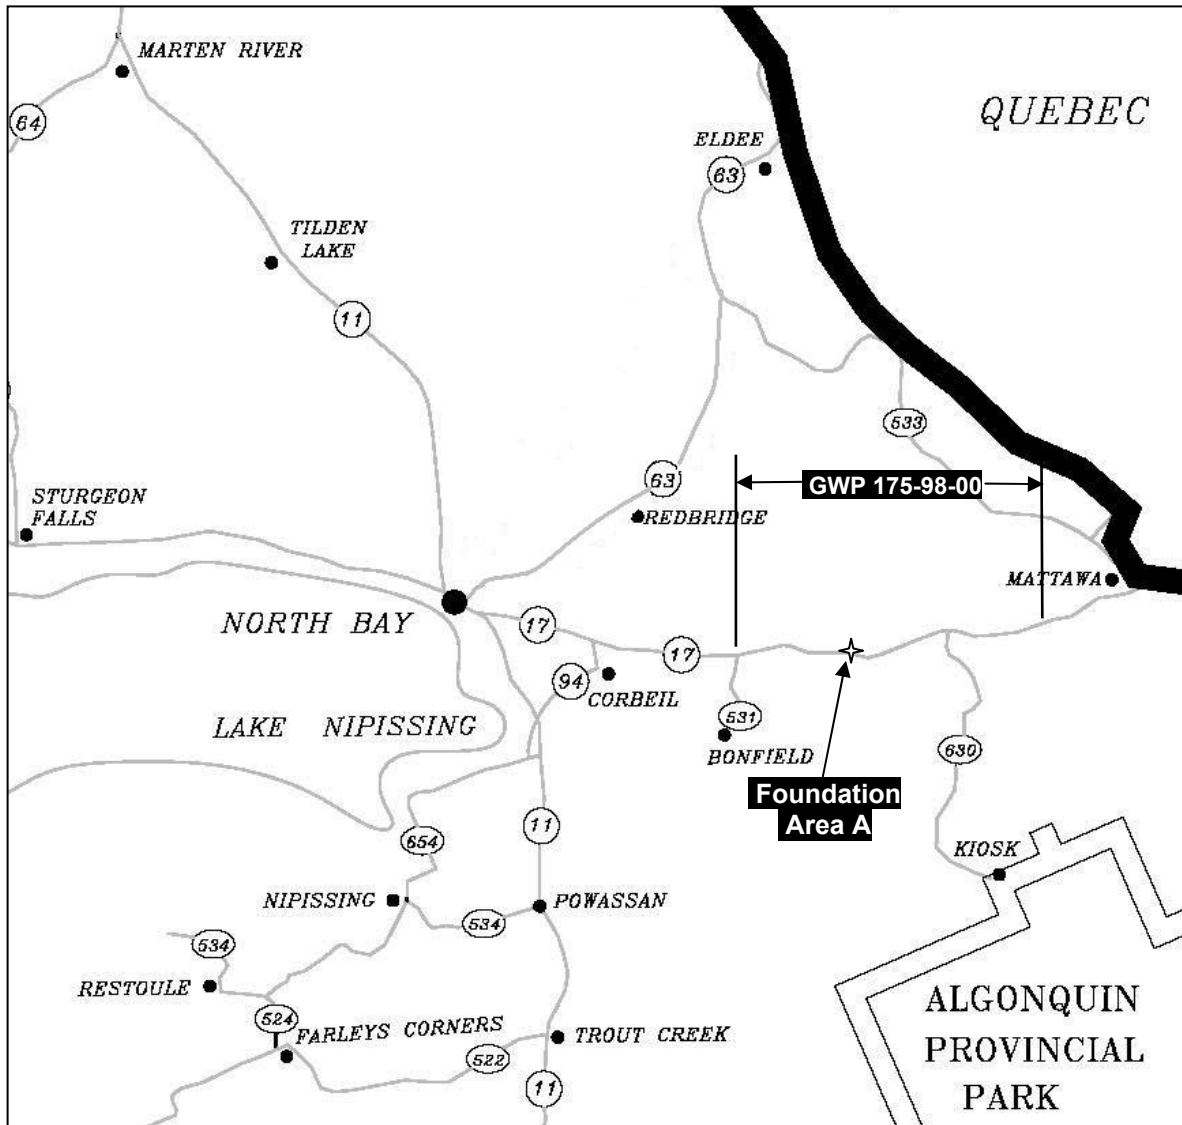 MARTEN RIVER
64
QUEBEC
ELDEE
63
TILDEN
LAKE
11
533
63
GWP 175-98-00
STURGEON
FALLS
REDBRIDGE
MATTAWA
NORTH BAY
17
17
94
CORBEIL
531
LAKE NIPISSING
BONFIELD
630
Foundation
Area A
11
654
KIOSK
NIPISSING
POWASSAN
534
534
RESTOULE
ALGONQUIN
PROVINCIAL
PARK
524
FARLEYS CORNERS
TROUT CREEK
522
11